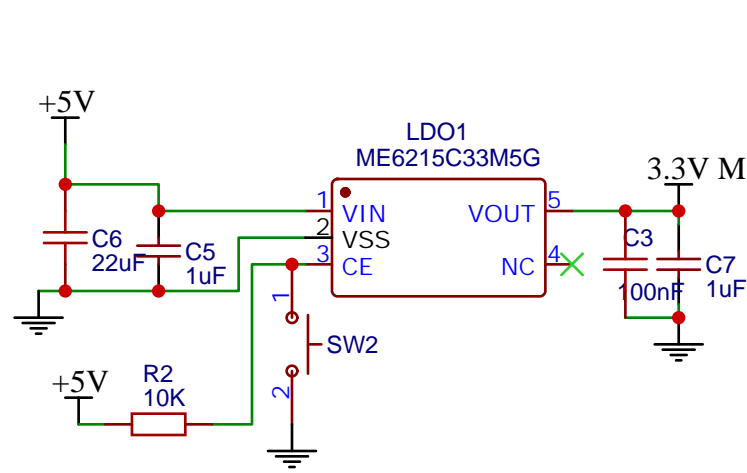 +5V
LDO1
ME6215C33M5G
3.3V M
1
VIN
VOUT
5
2
VSS
3
CE
NC
4
C6
22uF
C5
1uF
C3
100nF
C7
1uF
1
SW2
2
+5V
R2
10K